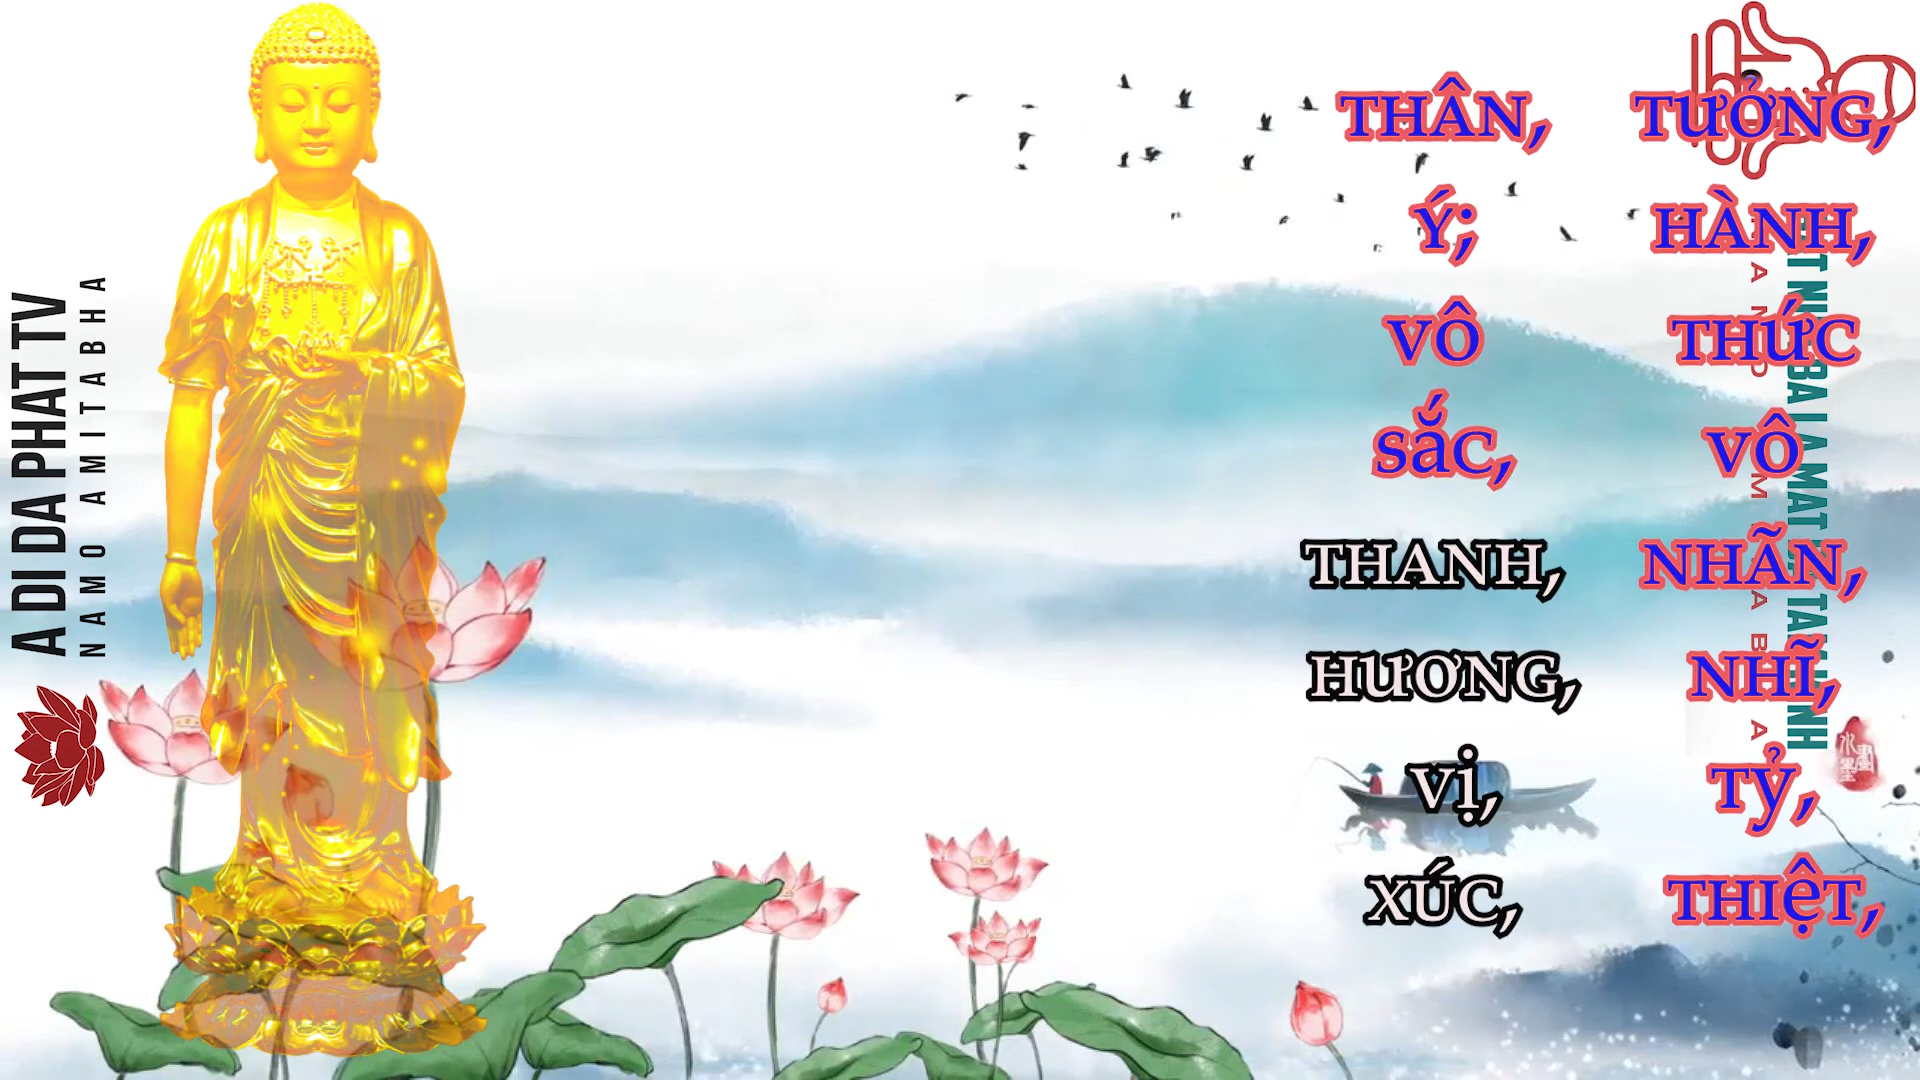 TƯỞNG,
HÀNH,
THỨC
VÔ
NHÃN,
NHĨ,
TỶ,
THIỆT,
THÂN,
Ý;
VÔ
SẮC,
THANH,
HƯƠNG,
VỊ,
XÚC,
A DI DA PHAT TV
NAMO AMITABHA